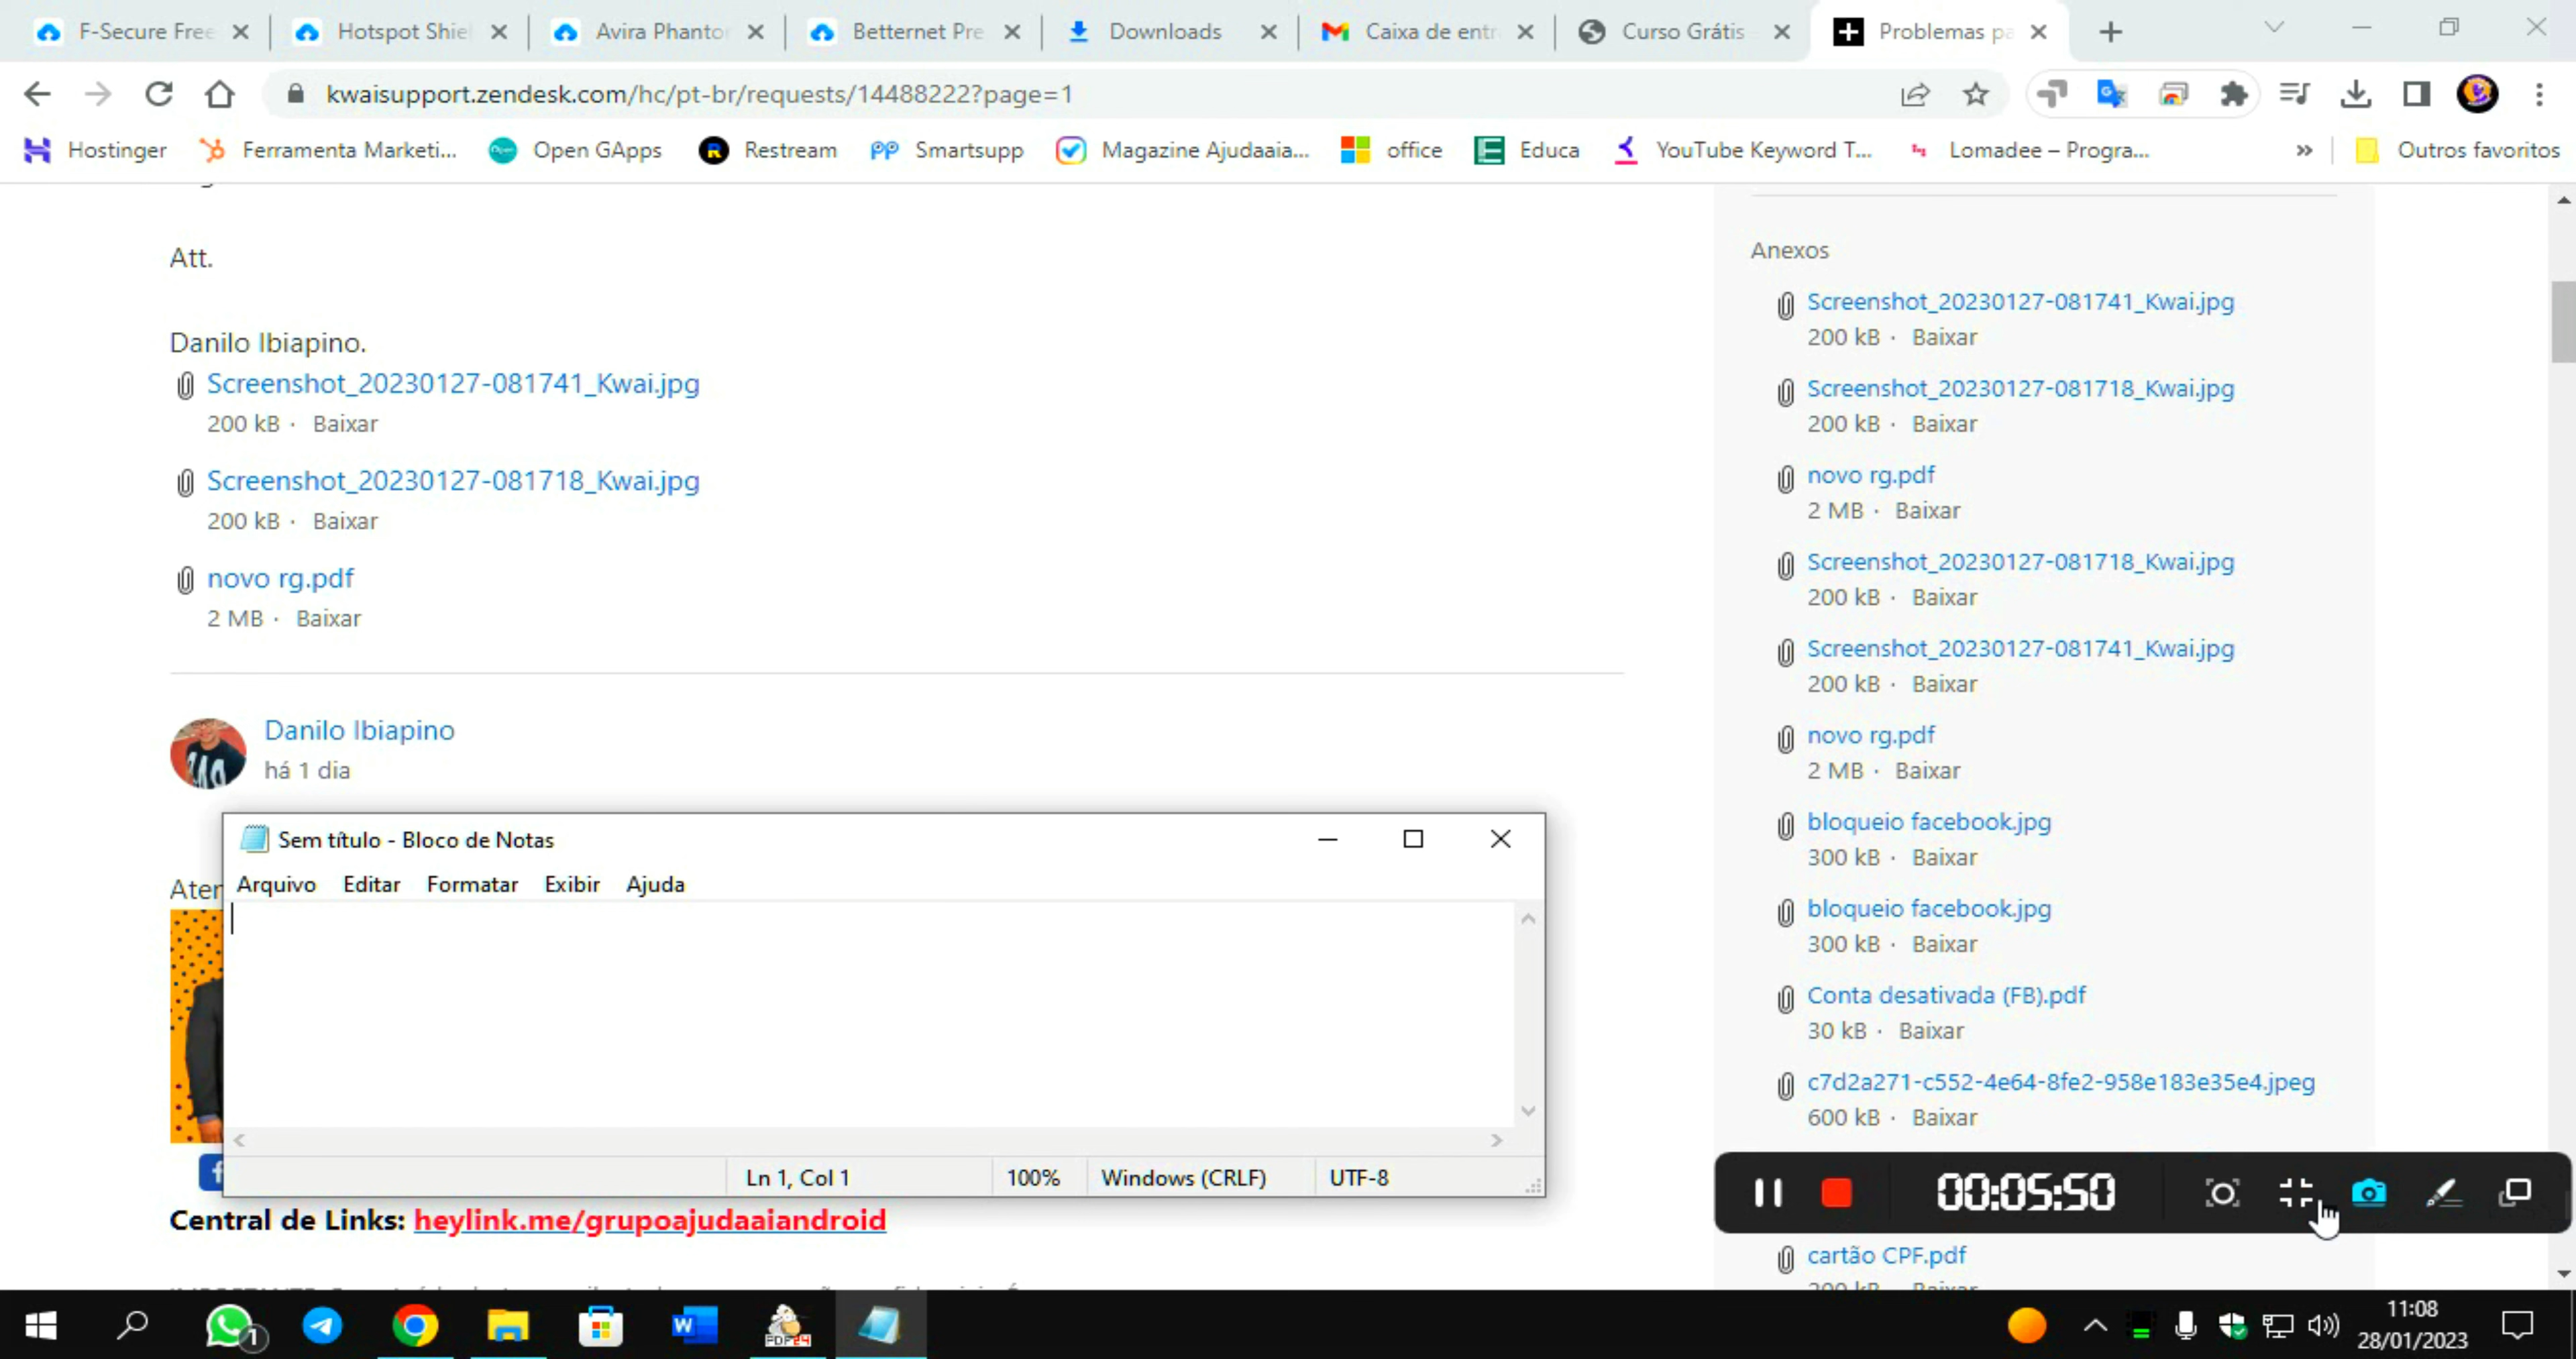 F-Secure Free
Hotspot Shie
Avira Phanto
Betternet Pre
Downloads
Caixa de entr
Curso Grátis
Problemas pa
kwaisupport.zendesk.com/hc/pt-br/requests/14488222?page=1
Hostinger
Ferramenta Marketi...
Open GApps
Restream
Smartsupp
Magazine Ajudaaia...
office
Educa
YouTube Keyword T...
Lomadee – Progra...
»
Outros favoritos
Att.
Danilo Ibiapino.
Screenshot_20230127-081741_Kwai.jpg
200 kB · Baixar
Screenshot_20230127-081718_Kwai.jpg
200 kB · Baixar
novo rg.pdf
2 MB · Baixar
Danilo Ibiapino
há 1 dia
Aten
Sem título - Bloco de Notas
Arquivo Editar Formatar Exibir Ajuda
Ln 1, Col 1
100%
Windows (CRLF)
UTF-8
Central de Links: heylink.me/grupoajudaaiandroid
Anexos
Screenshot_20230127-081741_Kwai.jpg
200 kB · Baixar
Screenshot_20230127-081718_Kwai.jpg
200 kB · Baixar
novo rg.pdf
2 MB · Baixar
Screenshot_20230127-081718_Kwai.jpg
200 kB · Baixar
Screenshot_20230127-081741_Kwai.jpg
200 kB · Baixar
novo rg.pdf
2 MB · Baixar
bloqueio facebook.jpg
300 kB · Baixar
bloqueio facebook.jpg
300 kB · Baixar
Conta desativada (FB).pdf
30 kB · Baixar
c7d2a271-c552-4e64-8fe2-958e183e35e4.jpeg
600 kB · Baixar
00:05:50
cartão CPF.pdf
1
PDF24
11:08
28/01/2023